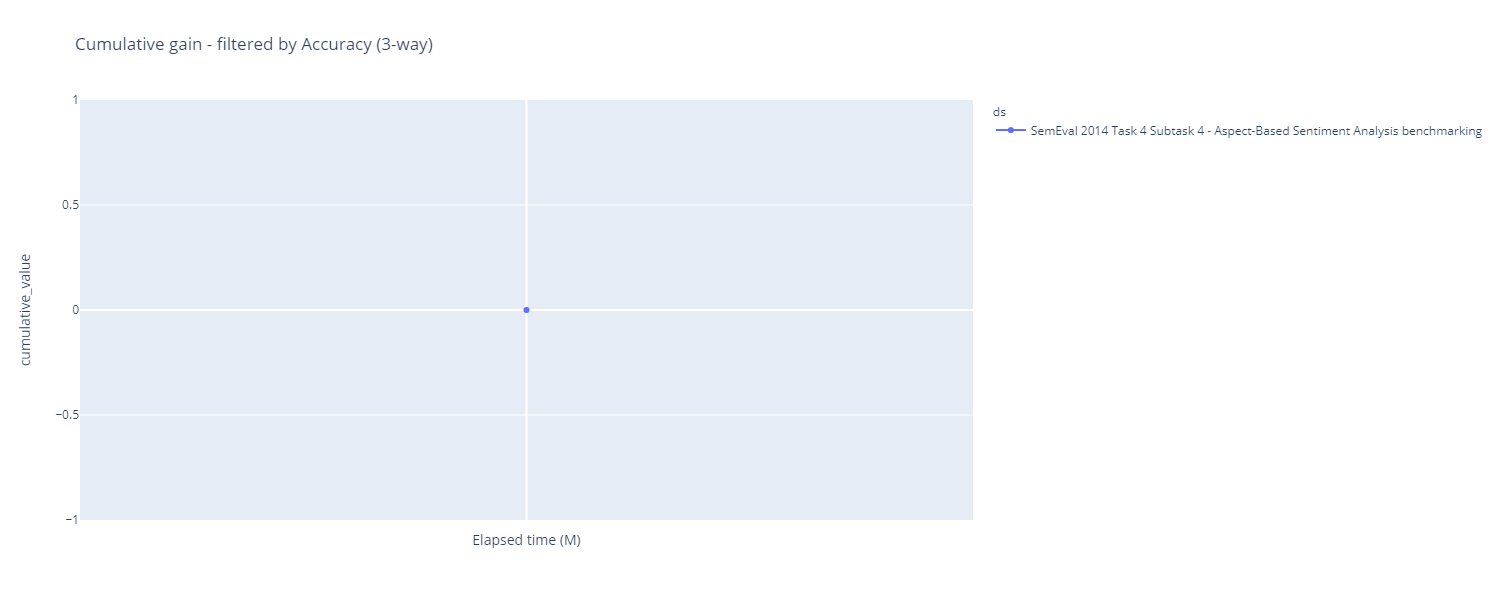 Cumulative gain - filtered by Accuracy (3-way)
1
0.5
0
−0.5
−1
cumulative_value
Elapsed time (M)
ds
SemEval 2014 Task 4 Subtask 4 - Aspect-Based Sentiment Analysis benchmarking